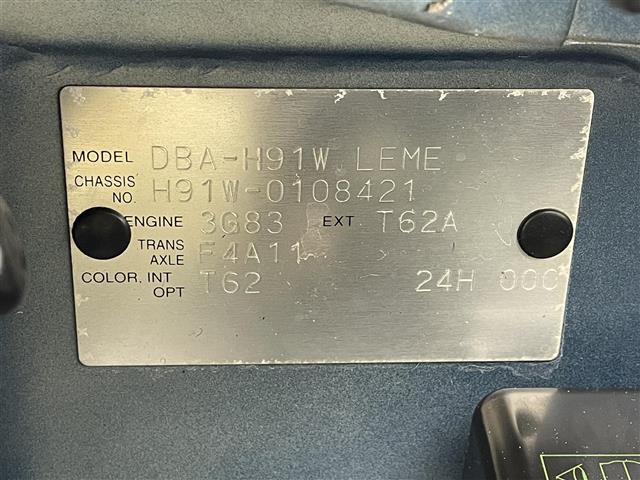 MODEL DBA-H91W LEME
CHASSIS NO. H91W-0108421
ENGINE 3G83 EXT T62A
TRANS AXLE F4A11
COLOR, INT OPT T62 24H 00C